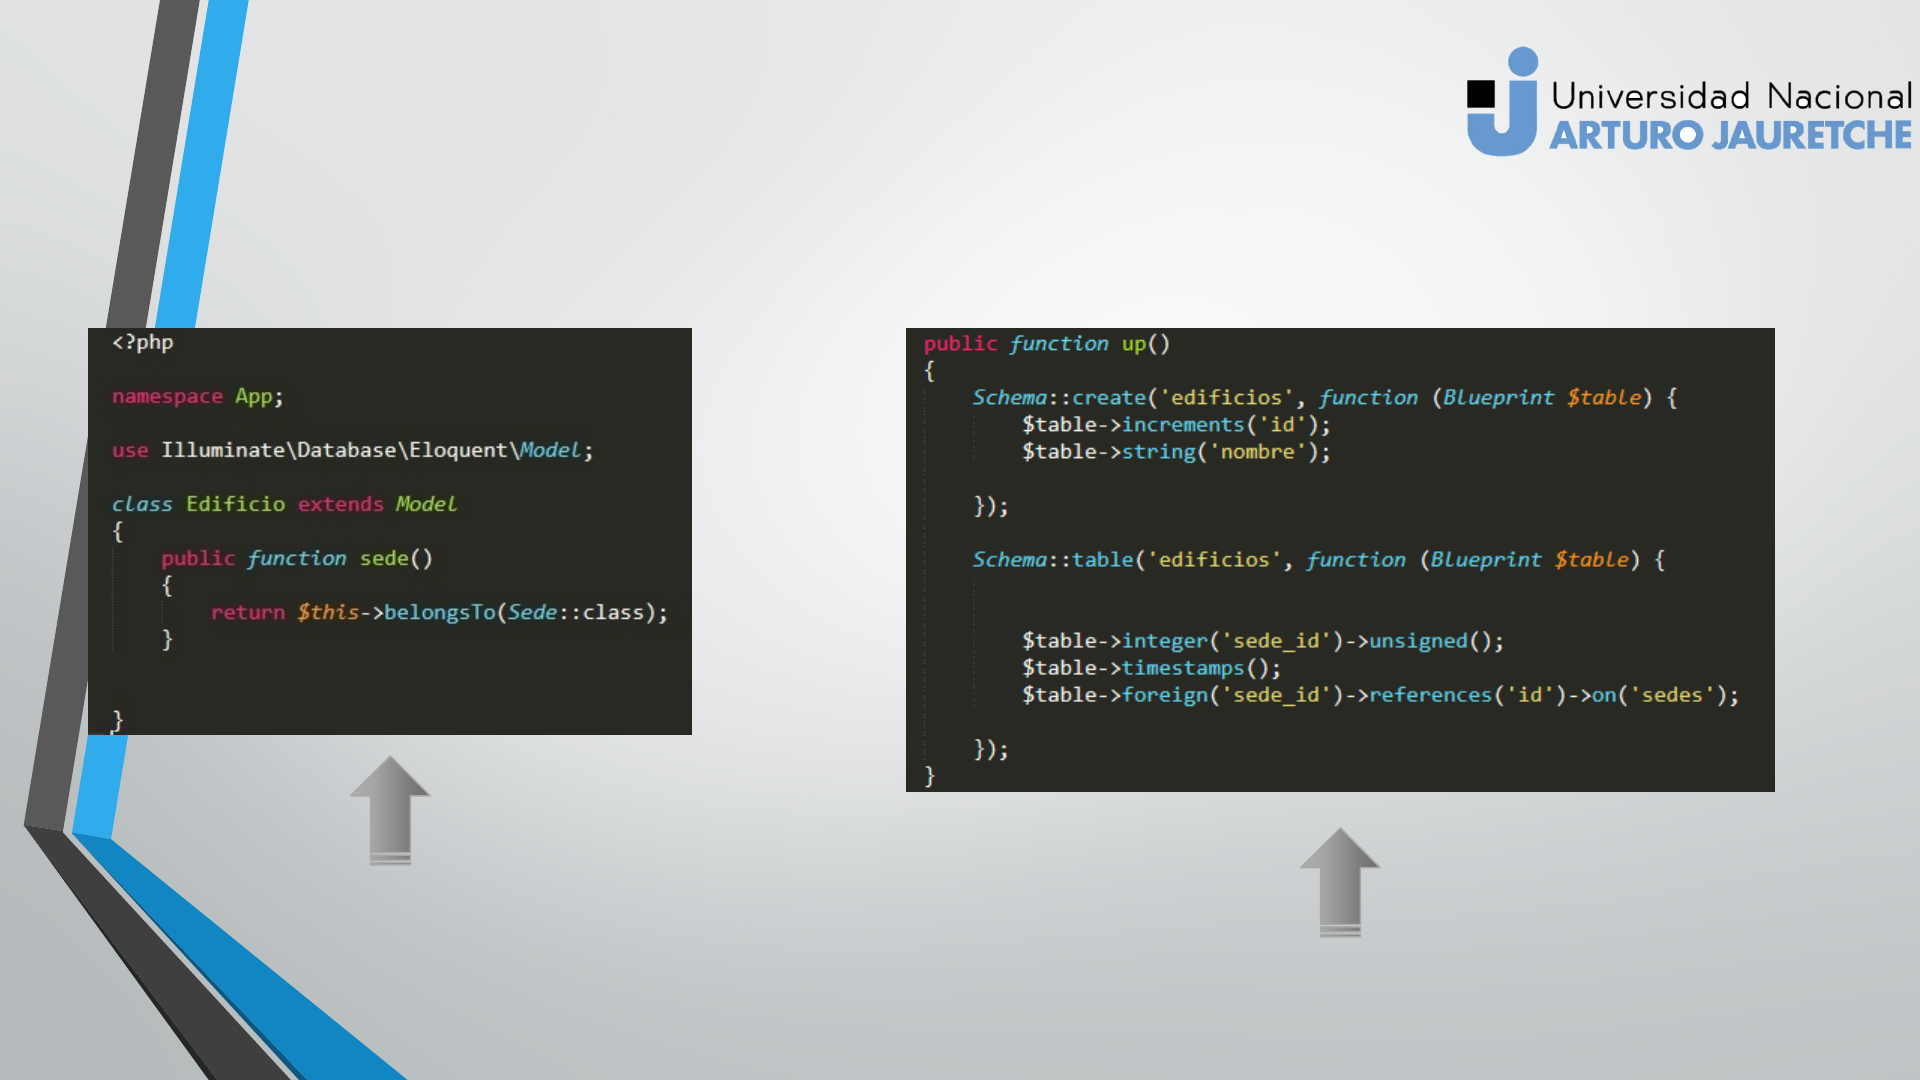 Universidad Nacional
ARTURO JAURETCHE
<?php
namespace App;
use Illuminate\Database\Eloquent\Model;
class Edificio extends Model
{
    public function sede()
    {
        return $this->belongsTo(Sede::class);
    }
}
public function up()
{
    Schema::create('edificios', function (Blueprint $table) {
        $table->increments('id');
        $table->string('nombre');
    });
    Schema::table('edificios', function (Blueprint $table) {
        $table->integer('sede_id')->unsigned();
        $table->timestamps();
        $table->foreign('sede_id')->references('id')->on('sedes');
    });
}